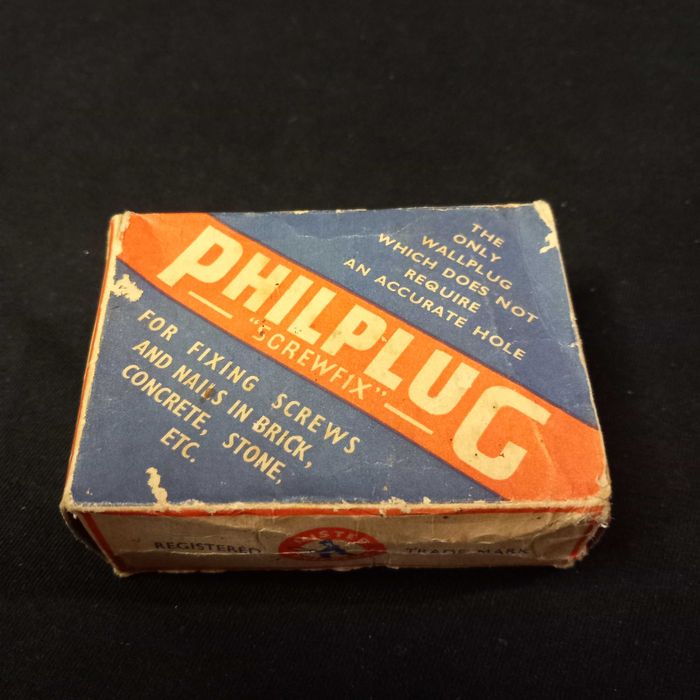 PHILPLUG
"SCREWFIX"
THE
ONLY
WALLPLUG
WHICH DOES NOT
REQUIRE
AN ACCURATE HOLE
FOR FIXING SCREWS
AND NAILS IN BRICK,
CONCRETE, STONE,
ETC.
REGISTERED
TRADE MARK